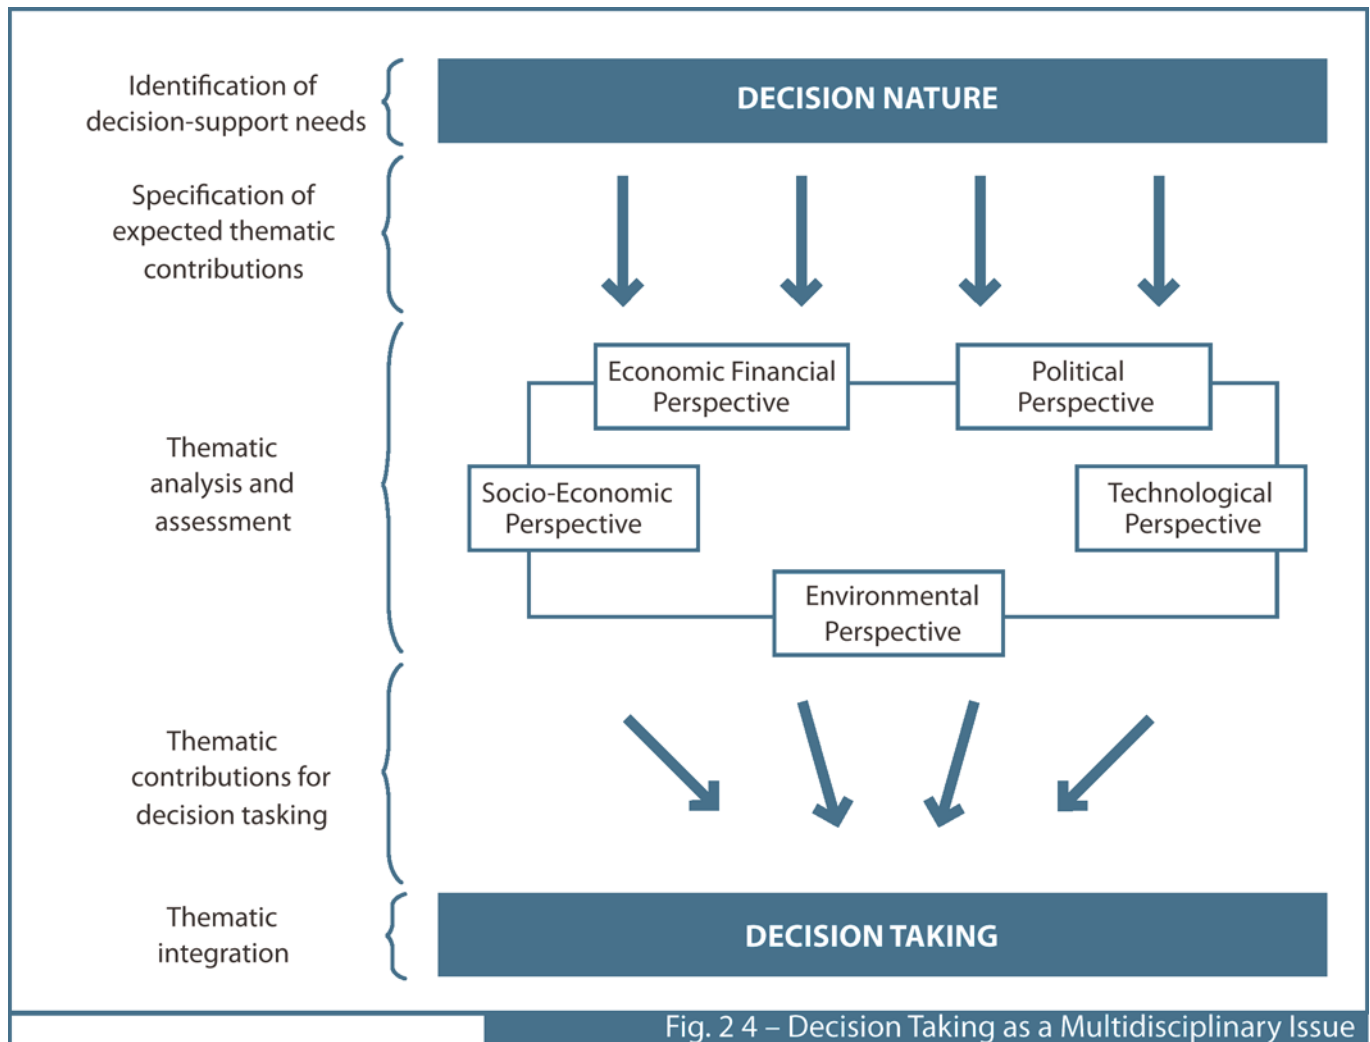 Identification of
decision-support needs
DECISION NATURE
Specification of
expected thematic
contributions
Thematic
analysis and
assessment
Economic Financial
Perspective
Political
Perspective
Socio-Economic
Perspective
Technological
Perspective
Environmental
Perspective
Thematic
contributions for
decision tasking
Thematic
integration
DECISION TAKING
Fig. 2 4 – Decision Taking as a Multidisciplinary Issue